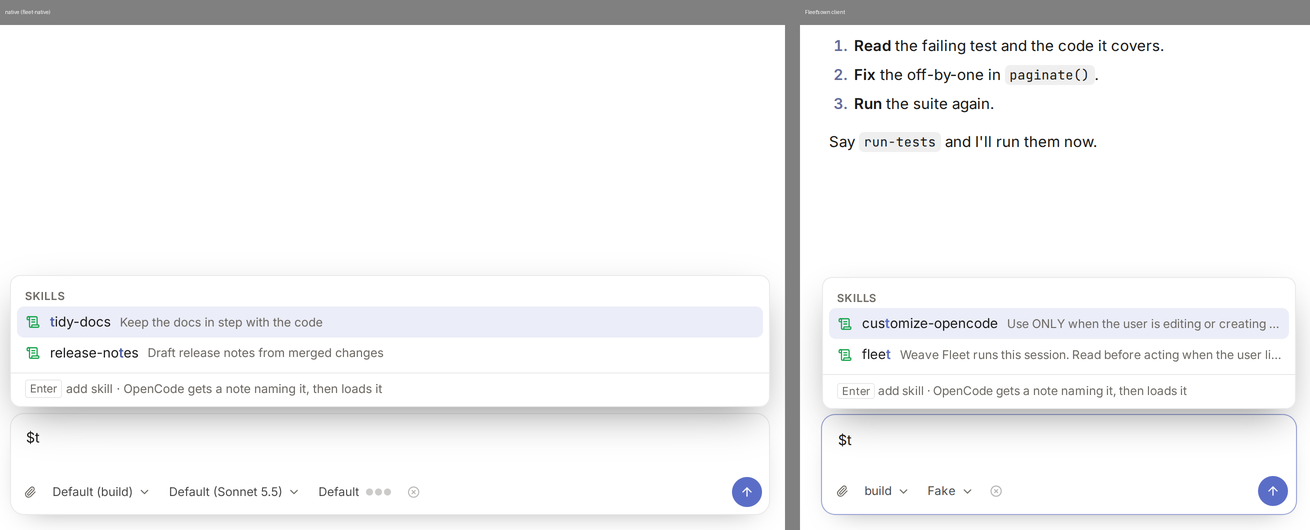 native (fleet-native)
SKILLS
tidy-docs Keep the docs in step with the code
release-notes Draft release notes from merged changes
Enter add skill · OpenCode gets a note naming it, then loads it
$t
Default (build) Default (Sonnet 5.5) Default
Fleet's own client
1. Read the failing test and the code it covers.
2. Fix the off-by-one in paginate().
3. Run the suite again.
Say run-tests and I'll run them now.
SKILLS
customize-opencode Use ONLY when the user is editing or creating ...
fleet Weave Fleet runs this session. Read before acting when the user li...
Enter add skill · OpenCode gets a note naming it, then loads it
$t
build Fake